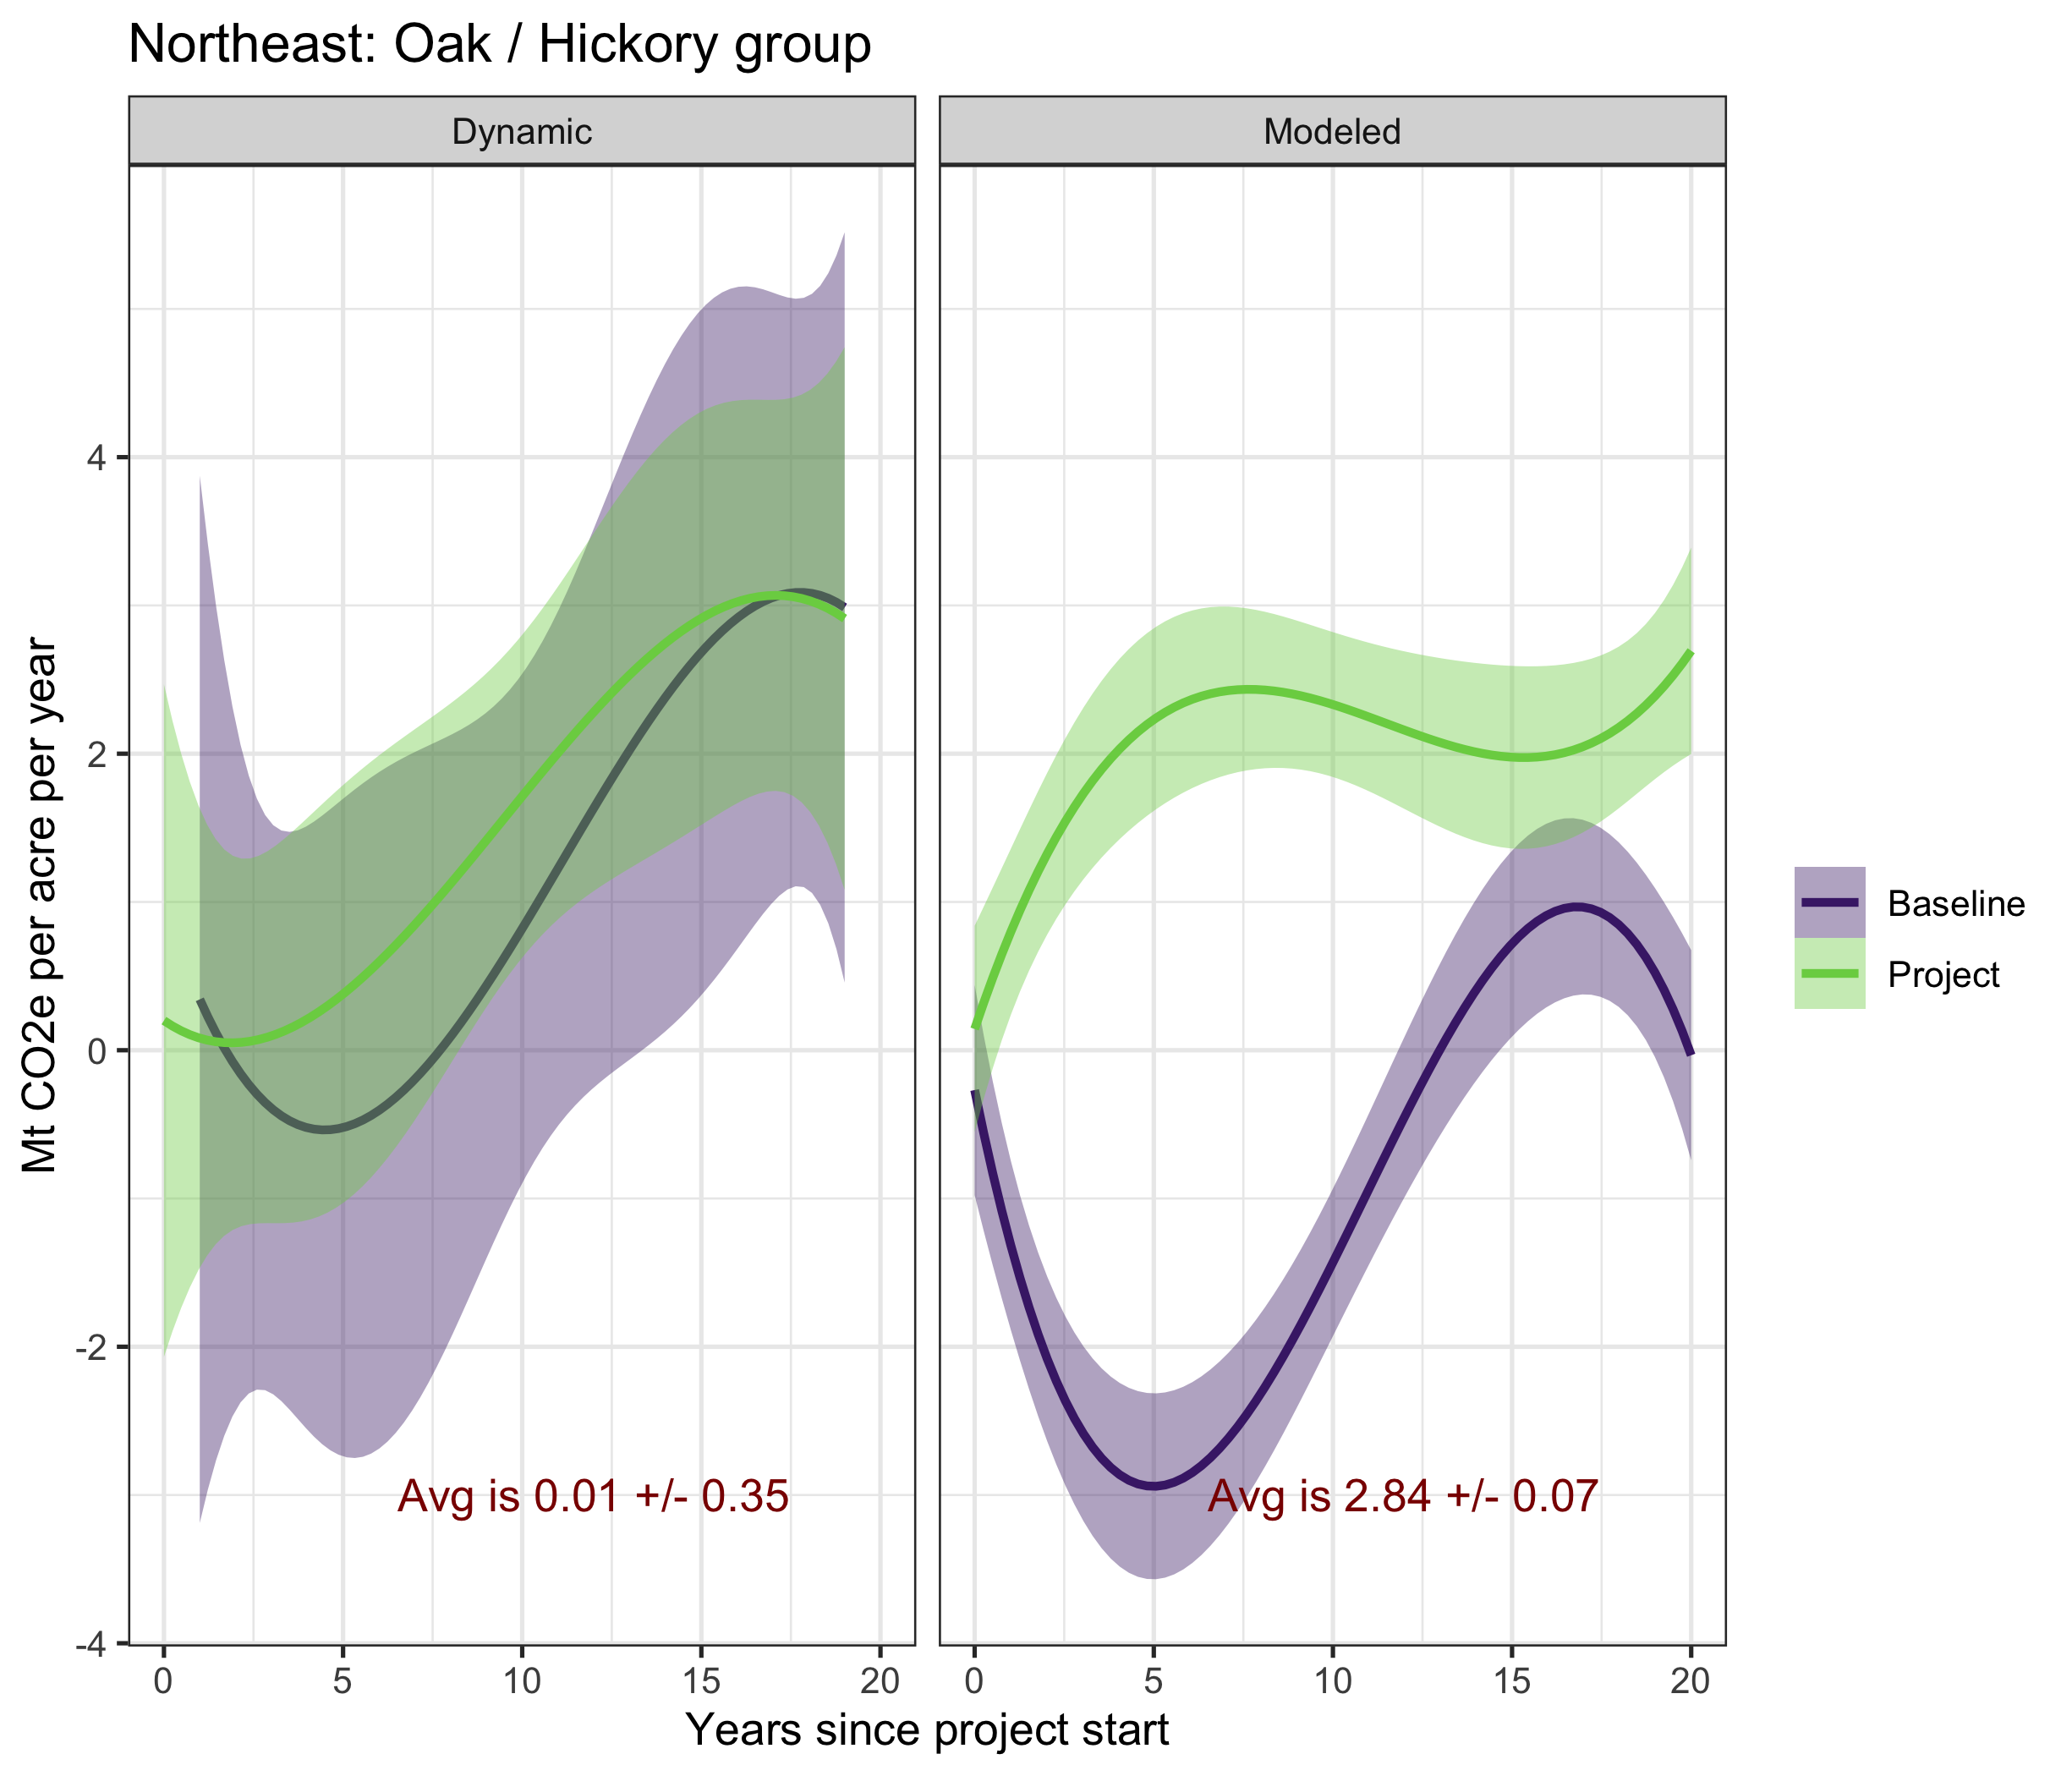 Northeast: Oak / Hickory group
Dynamic
Modeled
Mt CO2e per acre per year
4
2
0
-2
-4
Avg is 0.01 +/- 0.35
Avg is 2.84 +/- 0.07
0 5 10 15 20
0 5 10 15 20
Years since project start
Baseline
Project